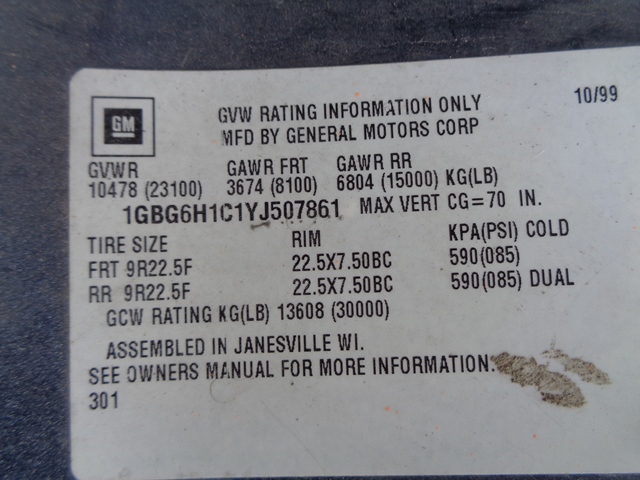 GM
GVW RATING INFORMATION ONLY 10/99
MFD BY GENERAL MOTORS CORP
GVWR GAWR FRT GAWR RR
10478 (23100) 3674 (8100) 6804 (15000) KG(LB)
1GBG6H1C1YJ507861 MAX VERT CG=70 IN.
TIRE SIZE RIM KPA(PSI) COLD
FRT 9R22.5F 22.5X7.50BC 590(085)
RR 9R22.5F 22.5X7.50BC 590(085) DUAL
GCW RATING KG(LB) 13608 (30000)
ASSEMBLED IN JANESVILLE WI.
SEE OWNERS MANUAL FOR MORE INFORMATION.
301